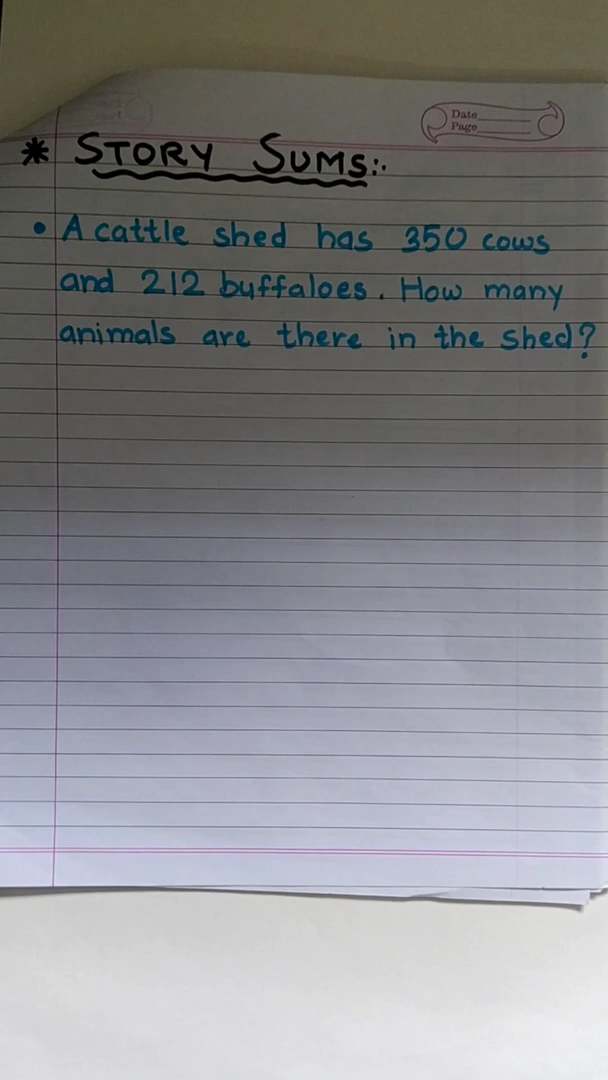 Date
Page
* STORY SUMS:.
• A cattle shed has 350 cows
and 212 buffaloes. How many
animals are there in the shed?